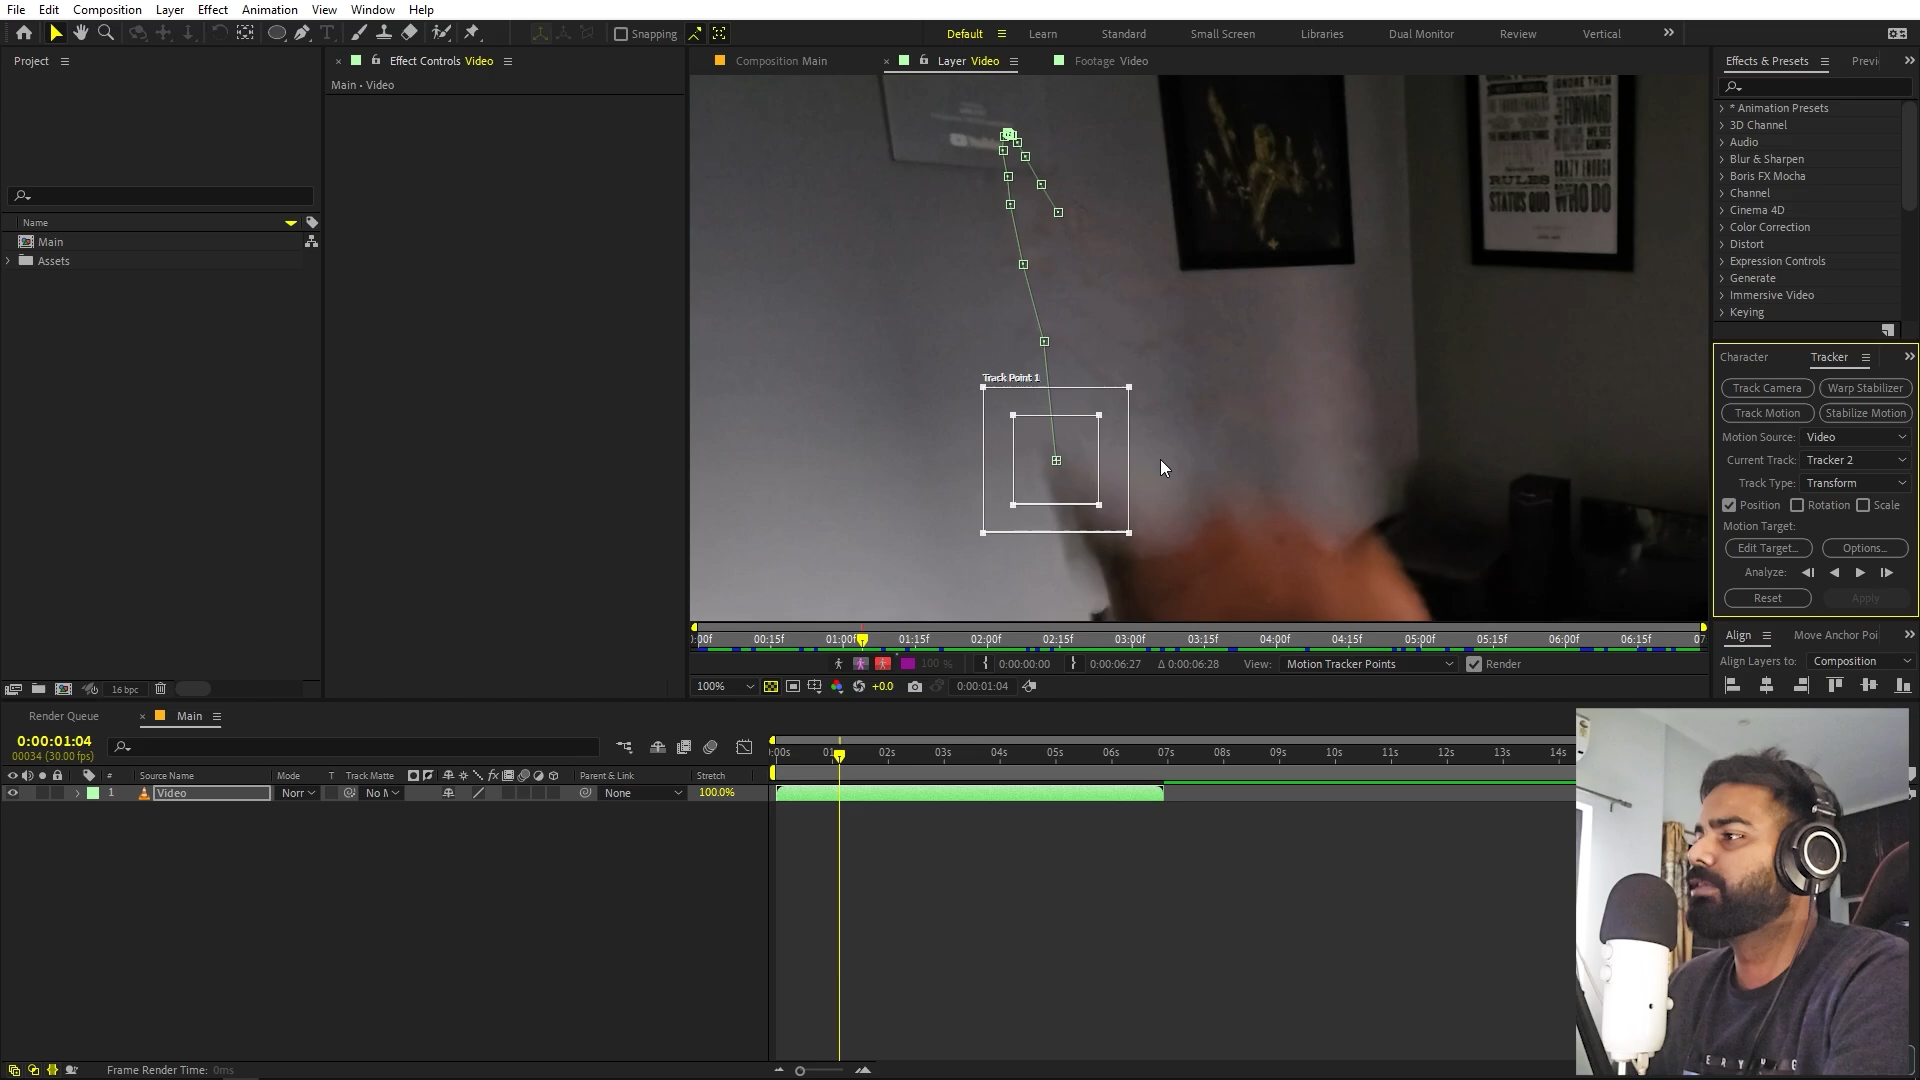 File Edit Composition Layer Effect Animation View Window Help
Snapping
Default Learn Standard Small Screen Libraries Dual Monitor Review Vertical
Project
Name
Main
Assets
16 bpc
Effect Controls Video
Main • Video
Composition Main
Layer Video
Footage Video
YouTube
RULES
STATUS QUO
FORWARD
WHO DO
Track Point 1
:00f 00:15f 01:00f 01:15f 02:00f 02:15f 03:00f 03:15f 04:00f 04:15f 05:00f 05:15f 06:00f 06:15f 07:
100 % 0:00:00:00 0:00:06:27 Δ 0:00:06:28 View: Motion Tracker Points Render
100% +0.0 0:00:01:04
Effects & Presets Previ
* Animation Presets
3D Channel
Audio
Blur & Sharpen
Boris FX Mocha
Channel
Cinema 4D
Color Correction
Distort
Expression Controls
Generate
Immersive Video
Keying
Character Tracker
Track Camera Warp Stabilizer
Track Motion Stabilize Motion
Motion Source: Video
Current Track: Tracker 2
Track Type: Transform
Position Rotation Scale
Motion Target:
Edit Target... Options...
Analyze:
Reset Apply
Align Move Anchor Poi
Align Layers to: Composition
Render Queue Main
0:00:01:04
00034 (30.00 fps)
# Source Name Mode T Track Matte Parent & Link Stretch
1 Video Norr No M None 100.0%
:00s 01 02s 03s 04s 05s 06s 07s 08s 09s 10s 11s 12s 13s 14s
Frame Render Time: 0ms